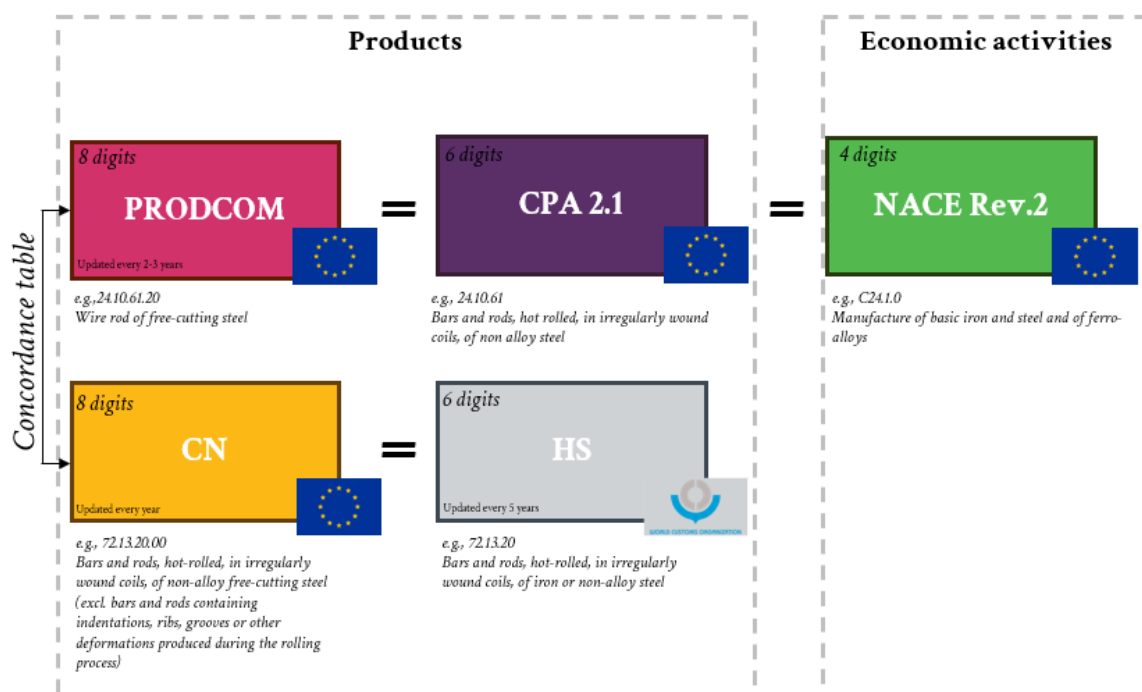 Products
Economic activities
Concordance table
8 digits
PRODCOM
Updated every 2-3 years
=
6 digits
CPA 2.1
=
4 digits
NACE Rev.2
e.g.,24.10.61.20
Wire rod of free-cutting steel
e.g., 24.10.61
Bars and rods, hot rolled, in irregularly wound
coils, of non alloy steel
e.g., C24.1.0
Manufacture of basic iron and steel and of ferro-
alloys
8 digits
CN
Updated every year
=
6 digits
HS
Updated every 5 years
WORLD CUSTOMS ORGANIZATION
e.g., 72.13.20.00
Bars and rods, hot-rolled, in irregularly
wound coils, of non-alloy free-cutting steel
(excl. bars and rods containing
indentations, ribs, grooves or other
deformations produced during the rolling
process)
e.g., 72.13.20
Bars and rods, hot-rolled, in irregularly
wound coils, of iron or non-alloy steel